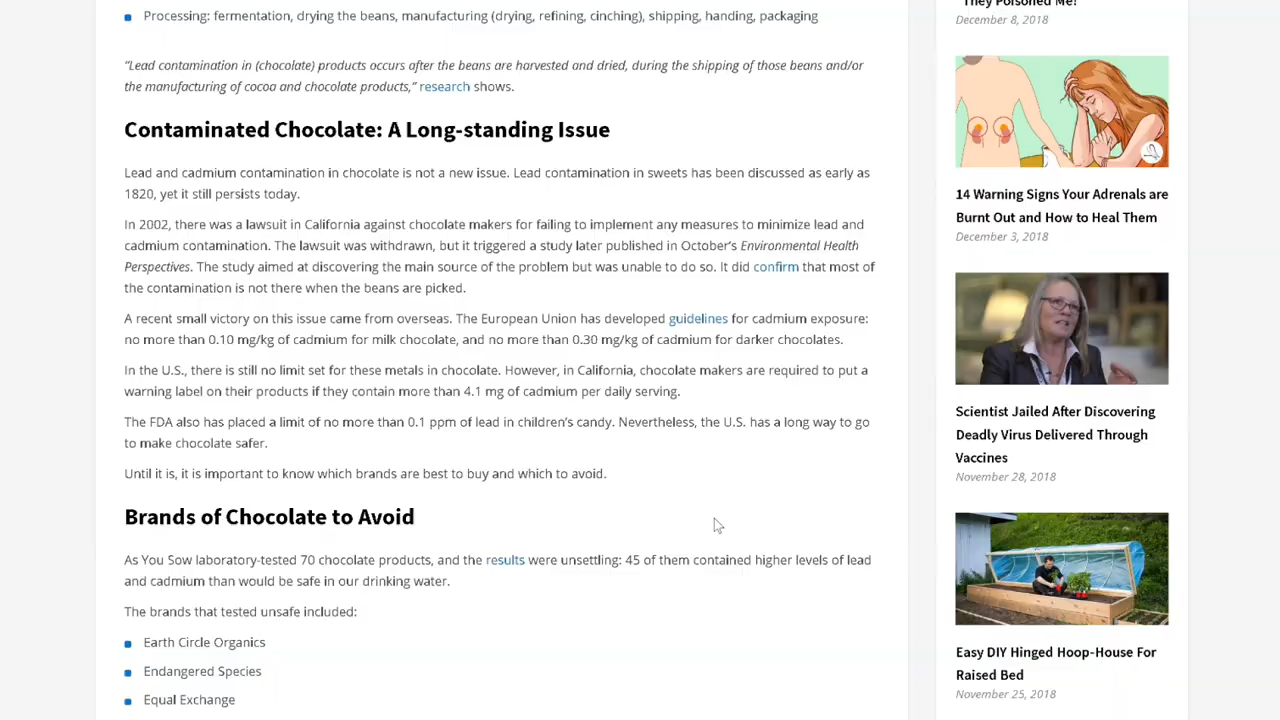 Processing: fermentation, drying the beans, manufacturing (drying, refining, cinching), shipping, handing, packaging
“Lead contamination in (chocolate) products occurs after the beans are harvested and dried, during the shipping of those beans and/or
the manufacturing of cocoa and chocolate products,” research shows.
Contaminated Chocolate: A Long-standing Issue
Lead and cadmium contamination in chocolate is not a new issue. Lead contamination in sweets has been discussed as early as
1820, yet it still persists today.
In 2002, there was a lawsuit in California against chocolate makers for failing to implement any measures to minimize lead and
cadmium contamination. The lawsuit was withdrawn, but it triggered a study later published in October’s Environmental Health
Perspectives. The study aimed at discovering the main source of the problem but was unable to do so. It did confirm that most of
the contamination is not there when the beans are picked.
A recent small victory on this issue came from overseas. The European Union has developed guidelines for cadmium exposure:
no more than 0.10 mg/kg of cadmium for milk chocolate, and no more than 0.30 mg/kg of cadmium for darker chocolates.
In the U.S., there is still no limit set for these metals in chocolate. However, in California, chocolate makers are required to put a
warning label on their products if they contain more than 4.1 mg of cadmium per daily serving.
The FDA also has placed a limit of no more than 0.1 ppm of lead in children’s candy. Nevertheless, the U.S. has a long way to go
to make chocolate safer.
Until it is, it is important to know which brands are best to buy and which to avoid.
Brands of Chocolate to Avoid
As You Sow laboratory-tested 70 chocolate products, and the results were unsettling: 45 of them contained higher levels of lead
and cadmium than would be safe in our drinking water.
The brands that tested unsafe included:
Earth Circle Organics
Endangered Species
Equal Exchange
“They Poisoned Me!”
December 8, 2018
14 Warning Signs Your Adrenals are
Burnt Out and How to Heal Them
December 3, 2018
Scientist Jailed After Discovering
Deadly Virus Delivered Through
Vaccines
November 28, 2018
Easy DIY Hinged Hoop-House For
Raised Bed
November 25, 2018